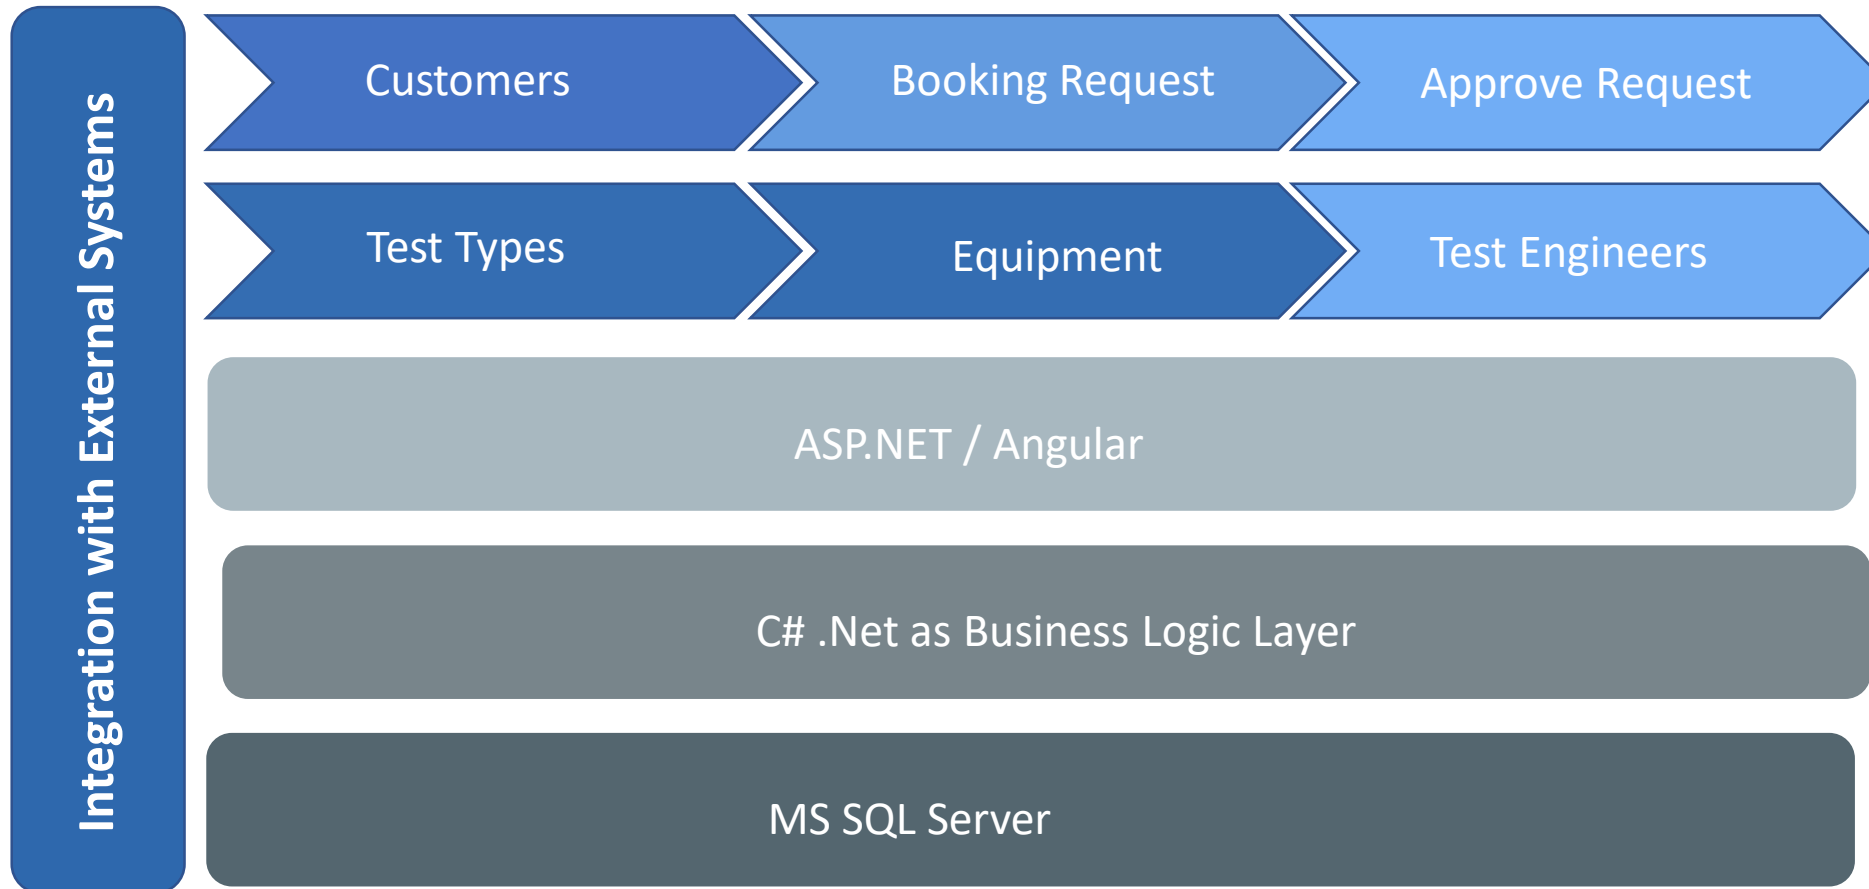 Integration with External Systems
Customers
Booking Request
Approve Request
Test Types
Equipment
Test Engineers
ASP.NET / Angular
C# .Net as Business Logic Layer
MS SQL Server